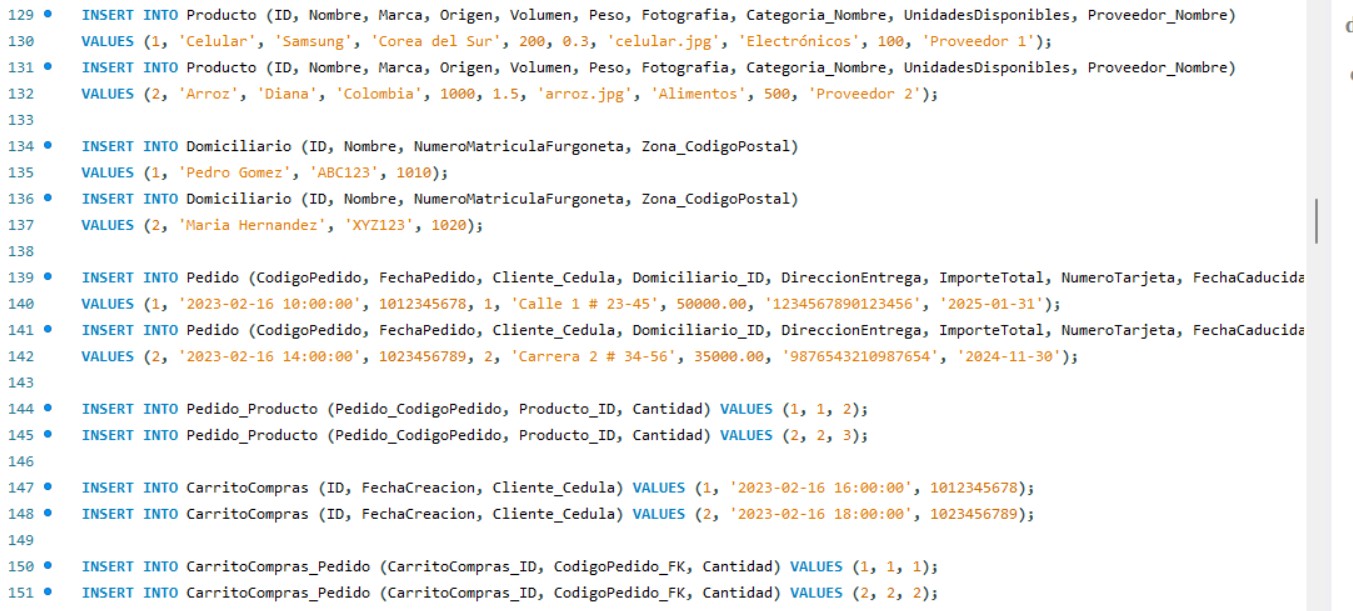 129 INSERT INTO Producto (ID, Nombre, Marca, Origen, Volumen, Peso, Fotografia, Categoria_Nombre, UnidadesDisponibles, Proveedor_Nombre)
130 VALUES (1, 'Celular', 'Samsung', 'Corea del Sur', 200, 0.3, 'celular.jpg', 'Electrónicos', 100, 'Proveedor 1');
131 INSERT INTO Producto (ID, Nombre, Marca, Origen, Volumen, Peso, Fotografia, Categoria_Nombre, UnidadesDisponibles, Proveedor_Nombre)
132 VALUES (2, 'Arroz', 'Diana', 'Colombia', 1000, 1.5, 'arroz.jpg', 'Alimentos', 500, 'Proveedor 2');
133
134 INSERT INTO Domiciliario (ID, Nombre, NumeroMatriculaFurgoneta, Zona_CodigoPostal)
135 VALUES (1, 'Pedro Gomez', 'ABC123', 1010);
136 INSERT INTO Domiciliario (ID, Nombre, NumeroMatriculaFurgoneta, Zona_CodigoPostal)
137 VALUES (2, 'Maria Hernandez', 'XYZ123', 1020);
138
139 INSERT INTO Pedido (CodigoPedido, FechaPedido, Cliente_Cedula, Domiciliario_ID, DireccionEntrega, ImporteTotal, NumeroTarjeta, FechaCaducida
140 VALUES (1, '2023-02-16 10:00:00', 1012345678, 1, 'Calle 1 # 23-45', 50000.00, '1234567890123456', '2025-01-31');
141 INSERT INTO Pedido (CodigoPedido, FechaPedido, Cliente_Cedula, Domiciliario_ID, DireccionEntrega, ImporteTotal, NumeroTarjeta, FechaCaducida
142 VALUES (2, '2023-02-16 14:00:00', 1023456789, 2, 'Carrera 2 # 34-56', 35000.00, '9876543210987654', '2024-11-30');
143
144 INSERT INTO Pedido_Producto (Pedido_CodigoPedido, Producto_ID, Cantidad) VALUES (1, 1, 2);
145 INSERT INTO Pedido_Producto (Pedido_CodigoPedido, Producto_ID, Cantidad) VALUES (2, 2, 3);
146
147 INSERT INTO CarritoCompras (ID, FechaCreacion, Cliente_Cedula) VALUES (1, '2023-02-16 16:00:00', 1012345678);
148 INSERT INTO CarritoCompras (ID, FechaCreacion, Cliente_Cedula) VALUES (2, '2023-02-16 18:00:00', 1023456789);
149
150 INSERT INTO CarritoCompras_Pedido (CarritoCompras_ID, CodigoPedido_FK, Cantidad) VALUES (1, 1, 1);
151 INSERT INTO CarritoCompras_Pedido (CarritoCompras_ID, CodigoPedido_FK, Cantidad) VALUES (2, 2, 2);